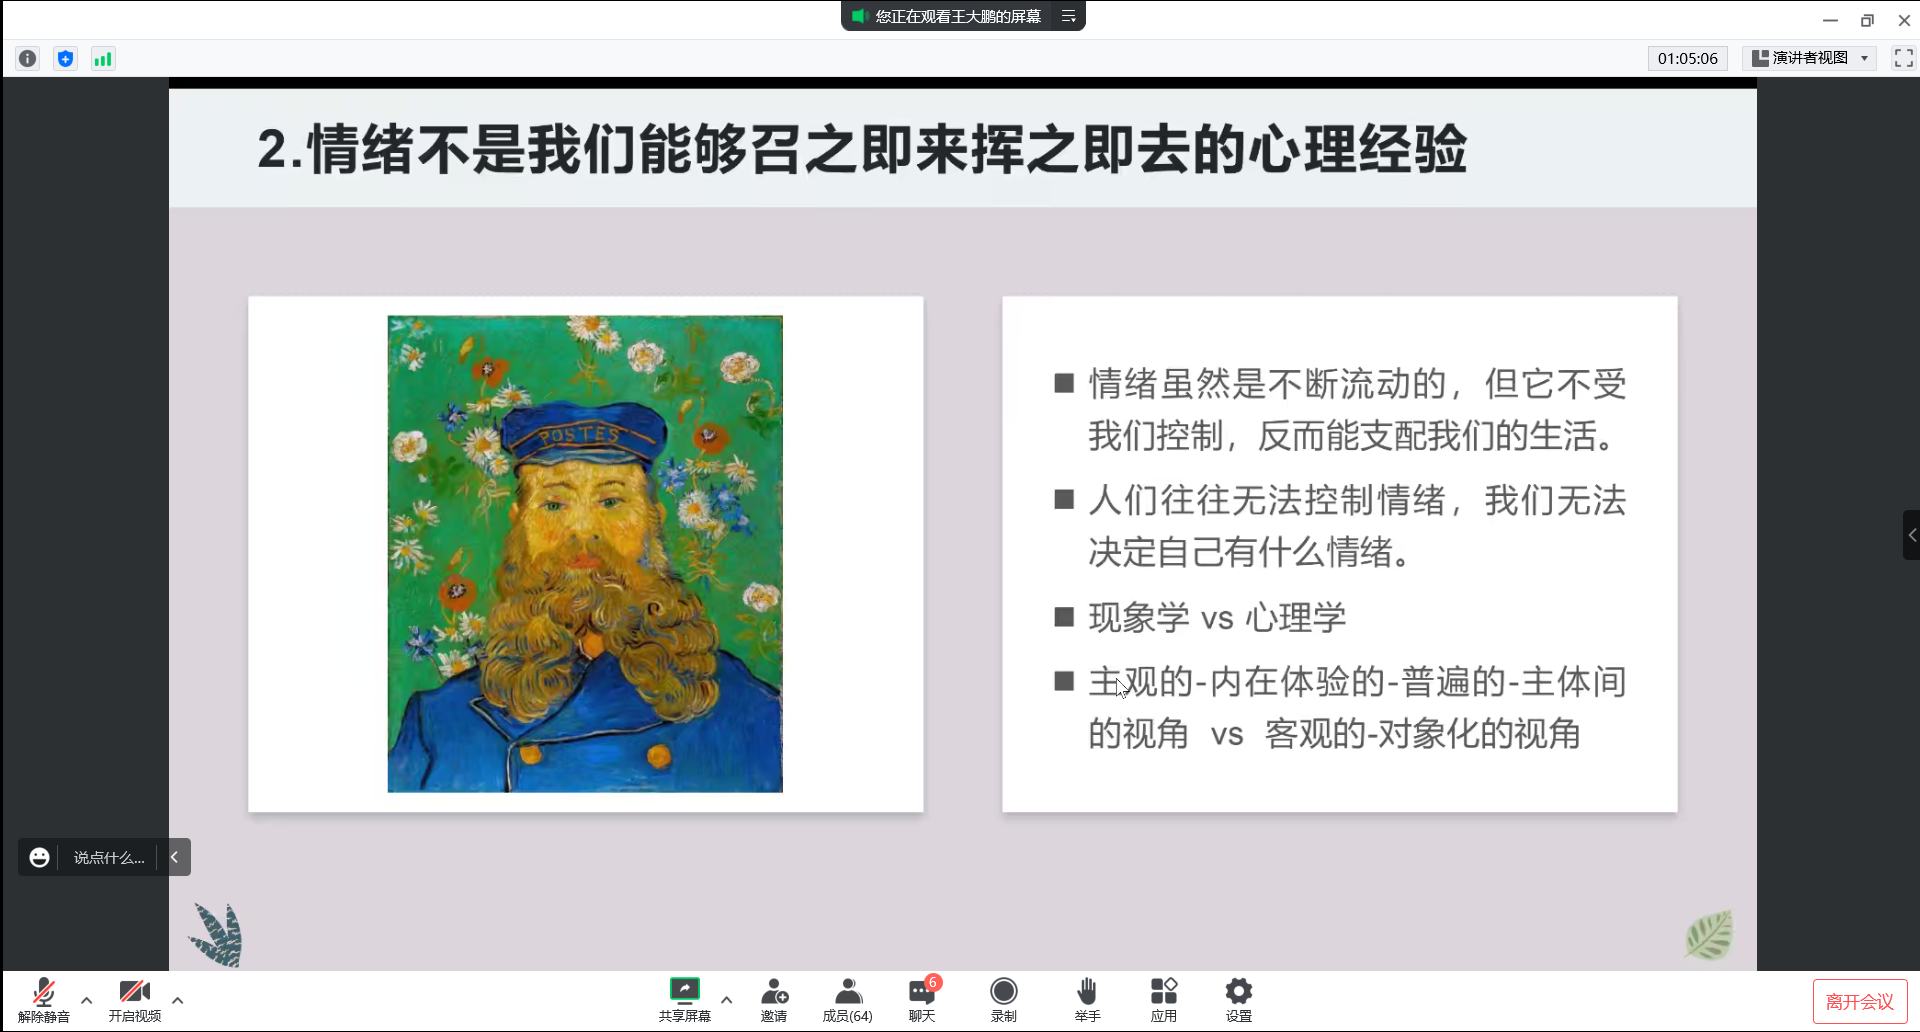 您正在观看王大鹏的屏幕
01:05:06
演讲者视图
2.情绪不是我们能够召之即来挥之即去的心理经验
POSTES
情绪虽然是不断流动的，但它不受
我们控制，反而能支配我们的生活。
人们往往无法控制情绪，我们无法
决定自己有什么情绪。
现象学 vs 心理学
主观的-内在体验的-普遍的-主体间
的视角 vs 客观的-对象化的视角
说点什么...
解除静音
开启视频
共享屏幕
邀请
成员(64)
6
聊天
录制
举手
应用
设置
离开会议